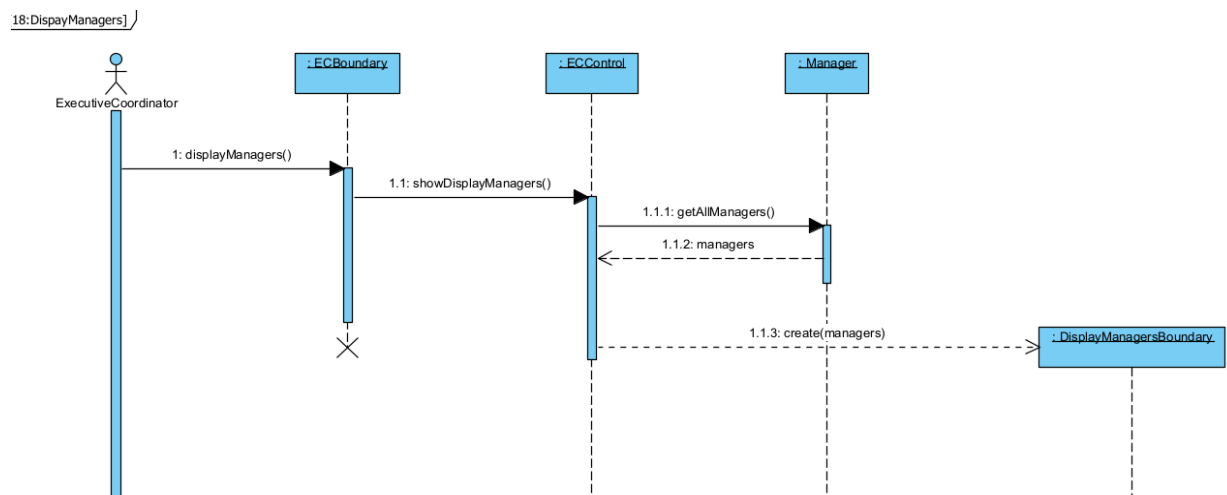 18:DispayManagers]
: ECBoundary
: ECControl
: Manager
ExecutiveCoordinator
1: displayManagers()
1.1: showDisplayManagers()
1.1.1: getAllManagers()
1.1.2: managers
1.1.3: create(managers)
: DisplayManagersBoundary